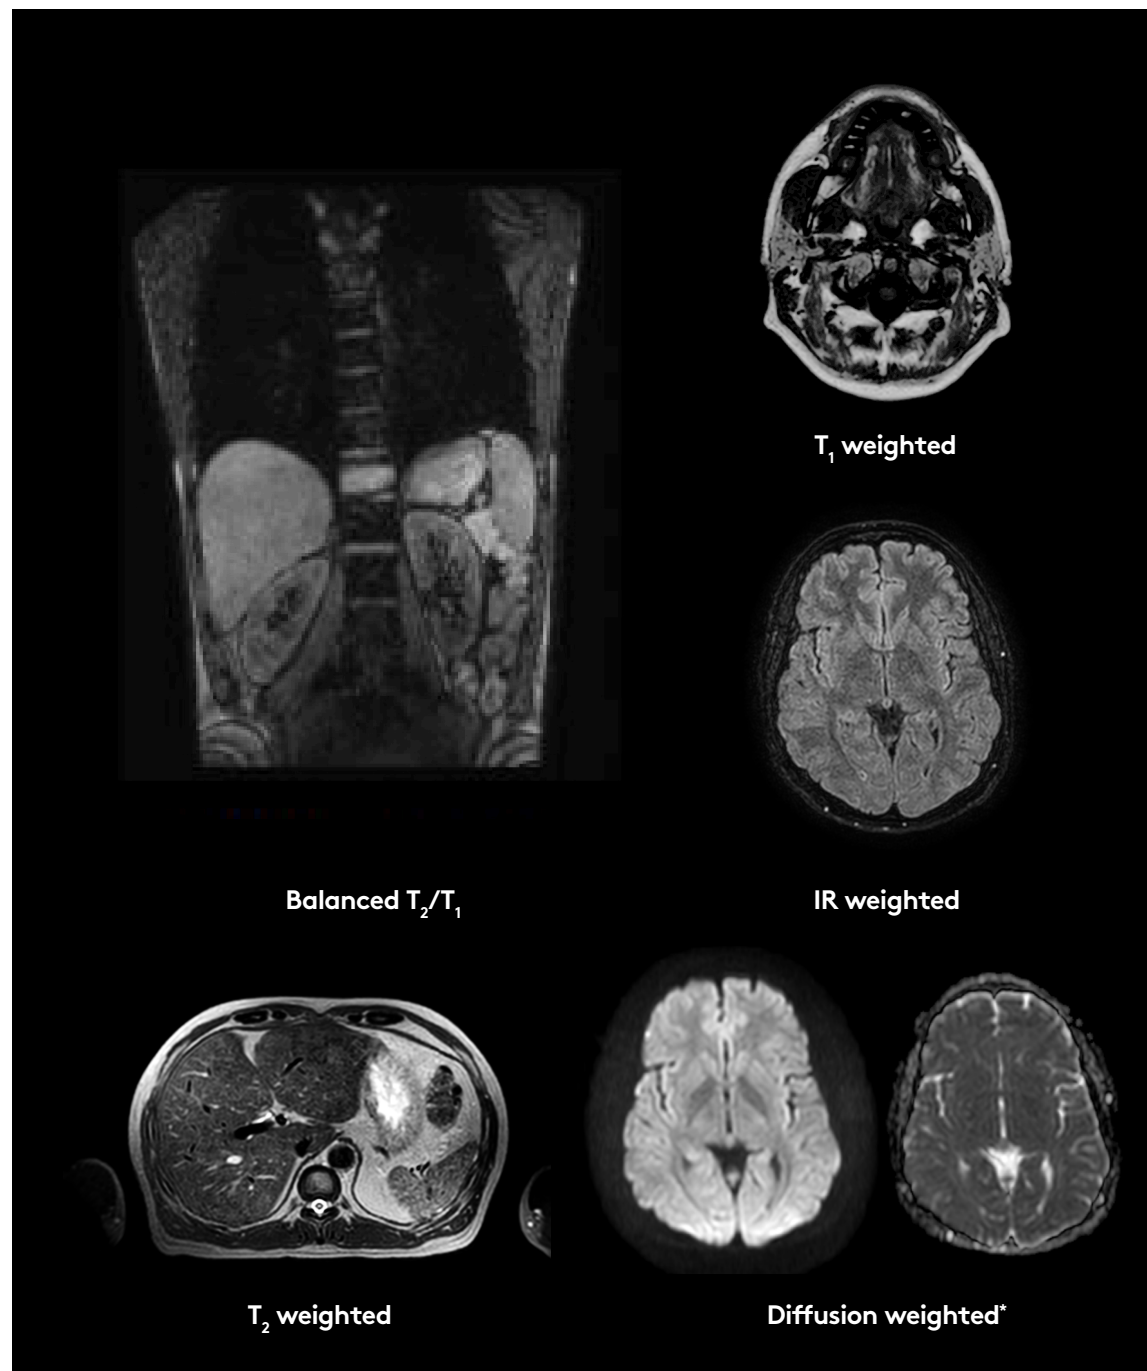 T₁ weighted
Balanced T₂/T₁
IR weighted
T₂ weighted
Diffusion weighted*